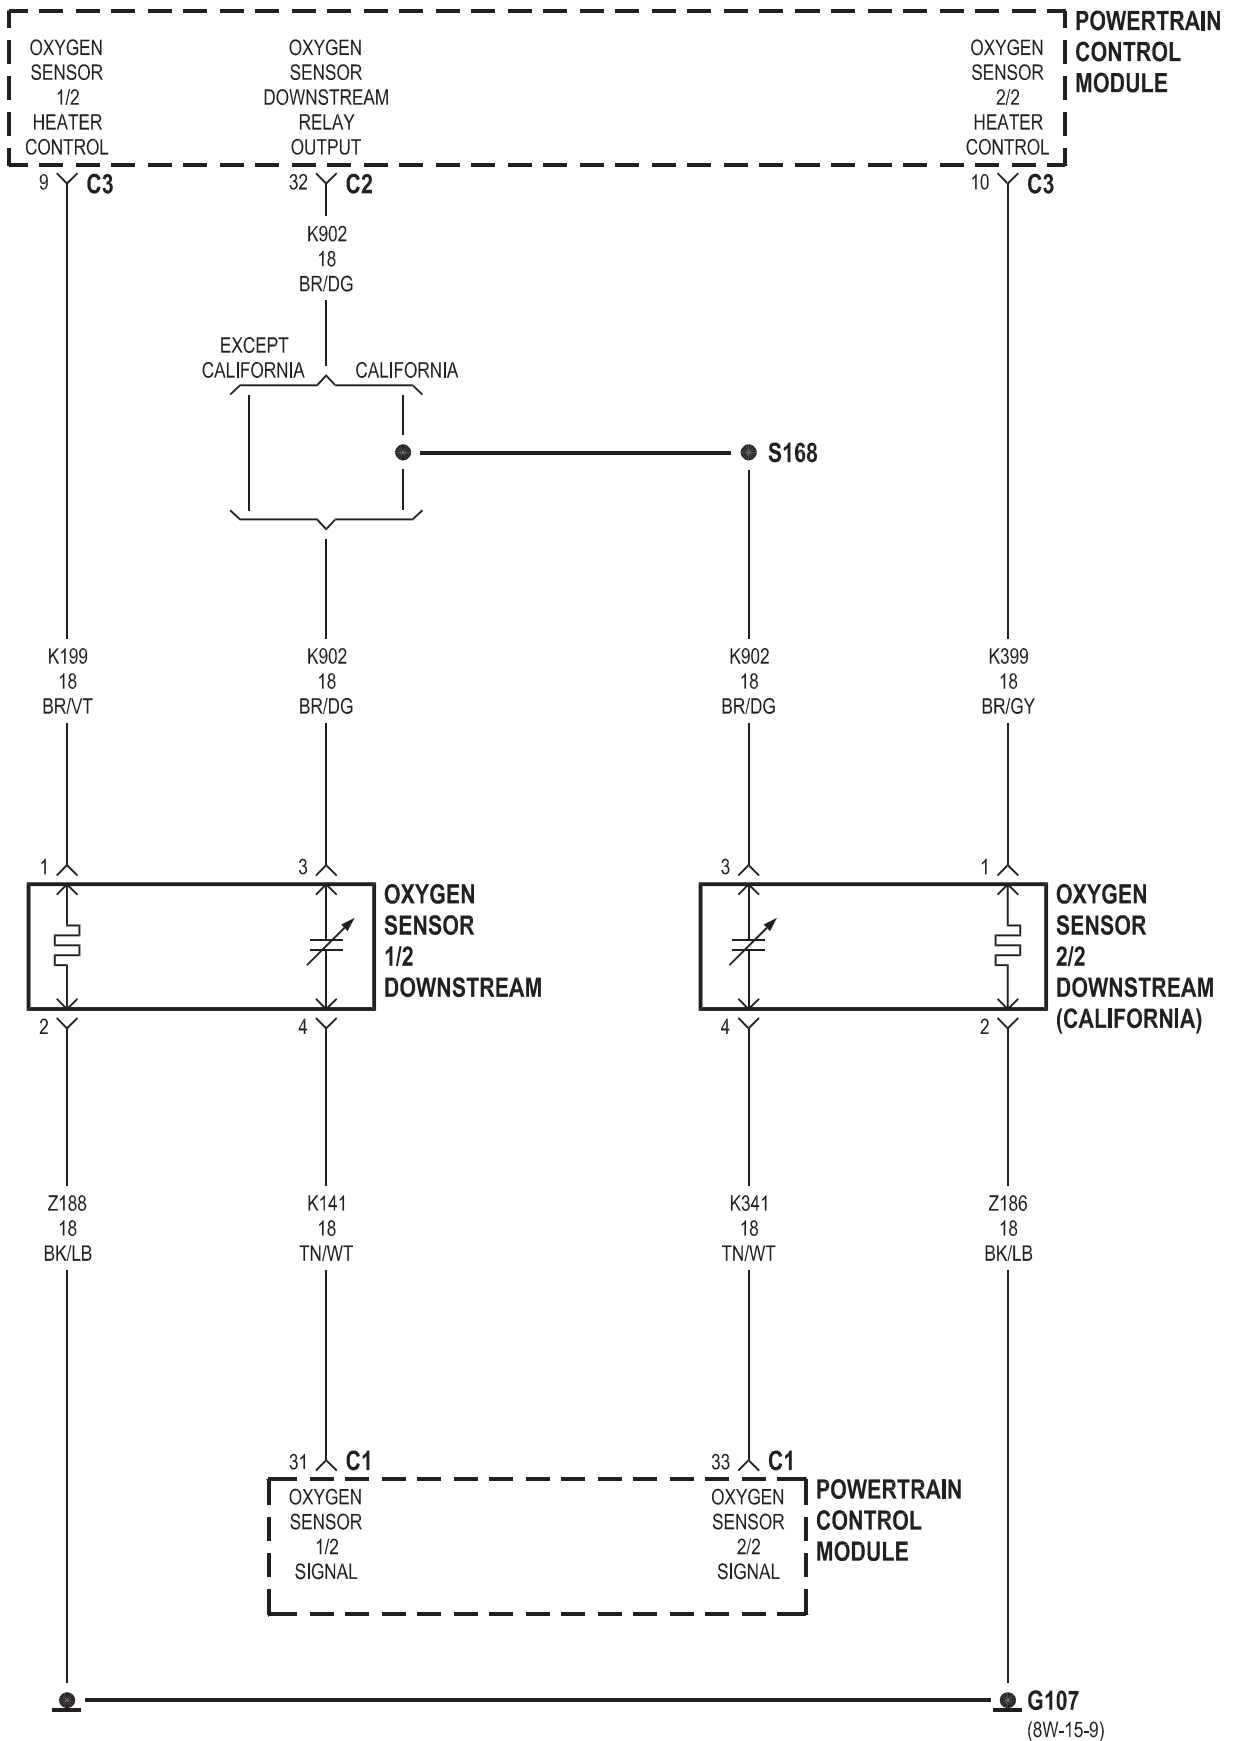 POWERTRAIN
CONTROL
MODULE
OXYGEN
SENSOR
1/2
HEATER
CONTROL
OXYGEN
SENSOR
DOWNSTREAM
RELAY
OUTPUT
OXYGEN
SENSOR
2/2
HEATER
CONTROL
9 C3
32 C2
10 C3
K902
18
BR/DG
EXCEPT
CALIFORNIA
CALIFORNIA
S168
K199
18
BR/VT
K902
18
BR/DG
K902
18
BR/DG
K399
18
BR/GY
1
3
3
1
OXYGEN
SENSOR
1/2
DOWNSTREAM
OXYGEN
SENSOR
2/2
DOWNSTREAM
(CALIFORNIA)
2
4
4
2
Z188
18
BK/LB
K141
18
TN/WT
K341
18
TN/WT
Z186
18
BK/LB
31 C1
33 C1
OXYGEN
SENSOR
1/2
SIGNAL
OXYGEN
SENSOR
2/2
SIGNAL
POWERTRAIN
CONTROL
MODULE
G107
(8W-15-9)